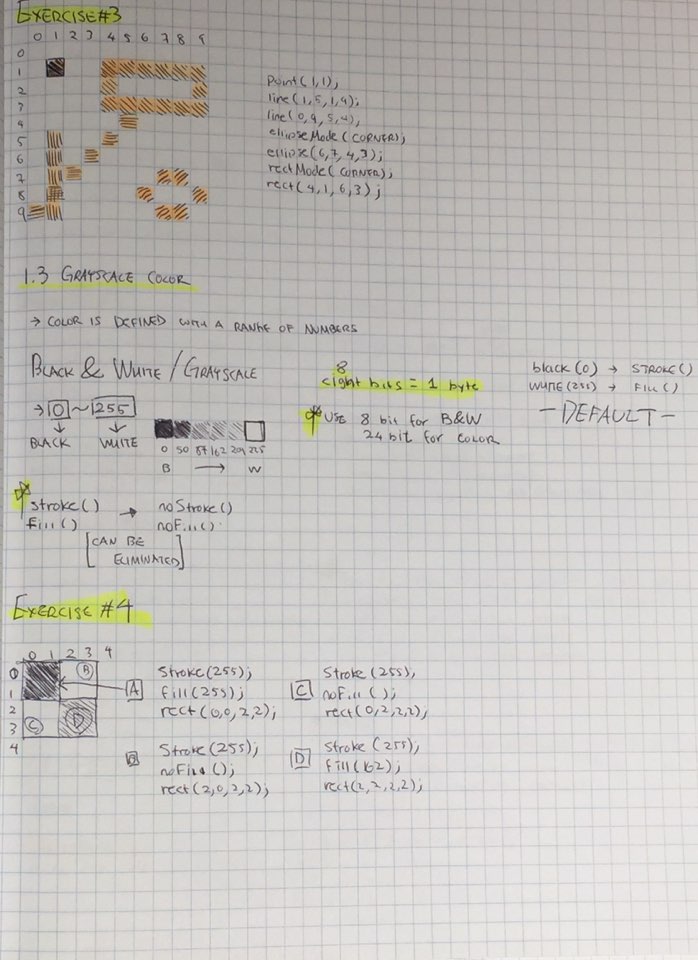 EXERCISE#3
0 1 2 3 4 5 6 7 8 9
0
1
2
3
4
5
6
7
8
9
Point(1,1);
line(1,5,1,9);
line(0,9,5,4);
ellipseMode(CORNER);
ellipse(6,7,4,3);
rectMode(CORNER);
rect(4,1,6,3);
1.3 GRAYSCALE COLOR
→ COLOR IS DEFINED WITH A RANGE OF NUMBERS
BLACK & WHITE/GRAYSCALE
→ 0 ~ 255
BLACK WHITE
0 50 87 162 209 225
B → W
8
eight bits = 1 byte
* USE 8 bit for B&W
24 bit for COLOR
black(0) → STROKE()
WHITE(255) → FILL()
- DEFAULT -
* stroke() → noStroke()
fill() noFill()
[CAN BE
ELIMINATED]
EXERCISE #4
0 1 2 3 4
0
1
2
3
4
B
C
D
A
Stroke(255);
fill(255);
rect(0,0,2,2);
B
Stroke(255);
noFill();
rect(2,0,2,2);
C
Stroke(255),
noFill();
rect(0,2,2,2);
D
stroke(255);
fill(162);
rect(2,2,2,2);